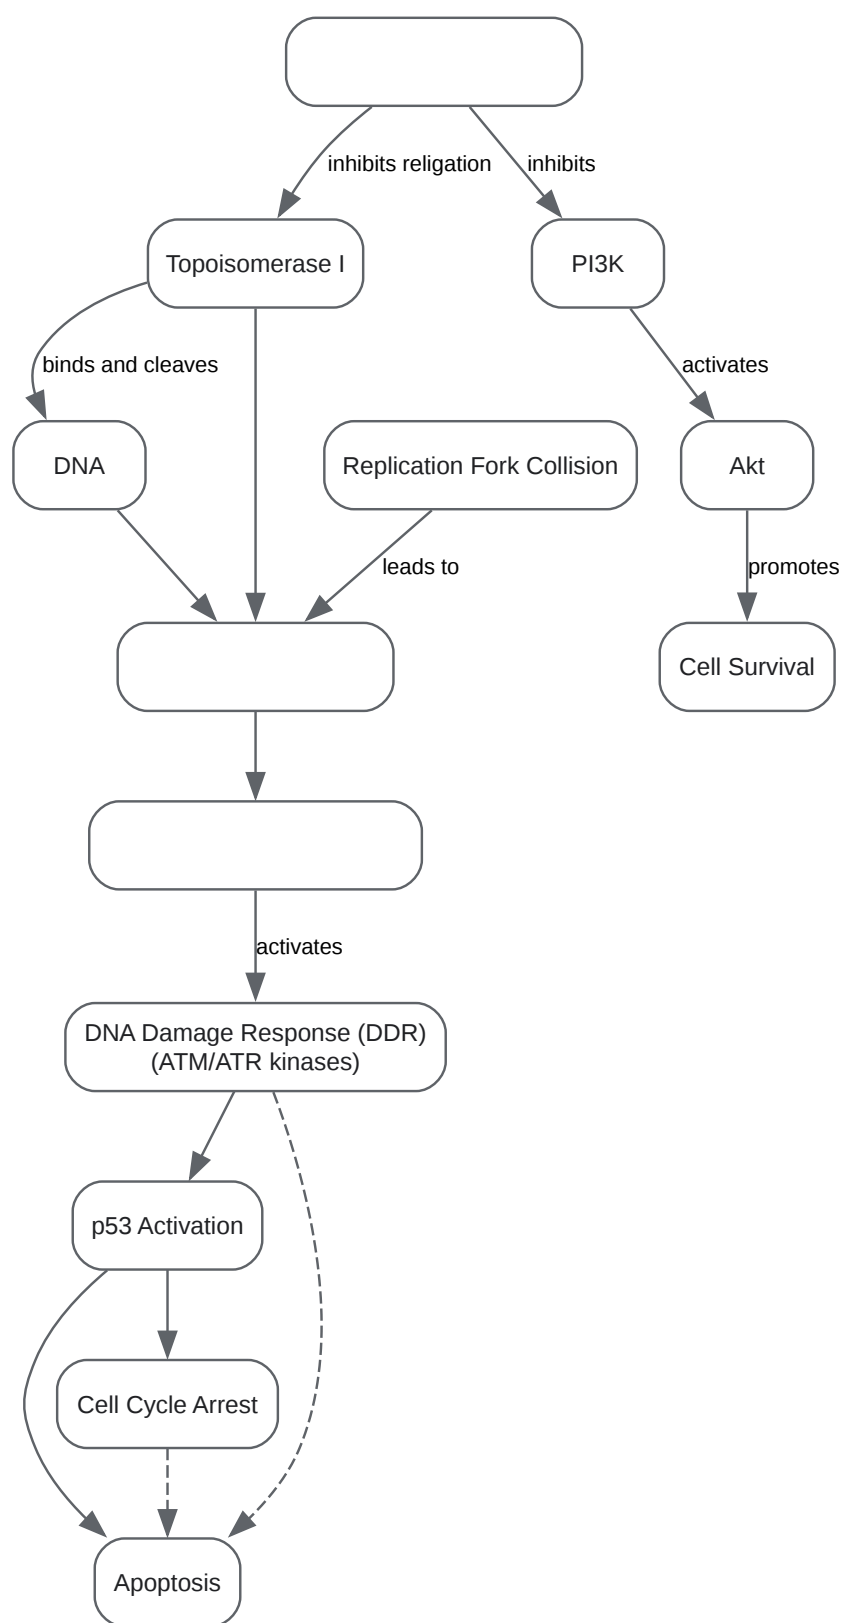 inhibits religation
inhibits
Topoisomerase I
PI3K
binds and cleaves
activates
DNA
Replication Fork Collision
Akt
leads to
promotes
Cell Survival
activates
DNA Damage Response (DDR)
(ATM/ATR kinases)
p53 Activation
Cell Cycle Arrest
Apoptosis